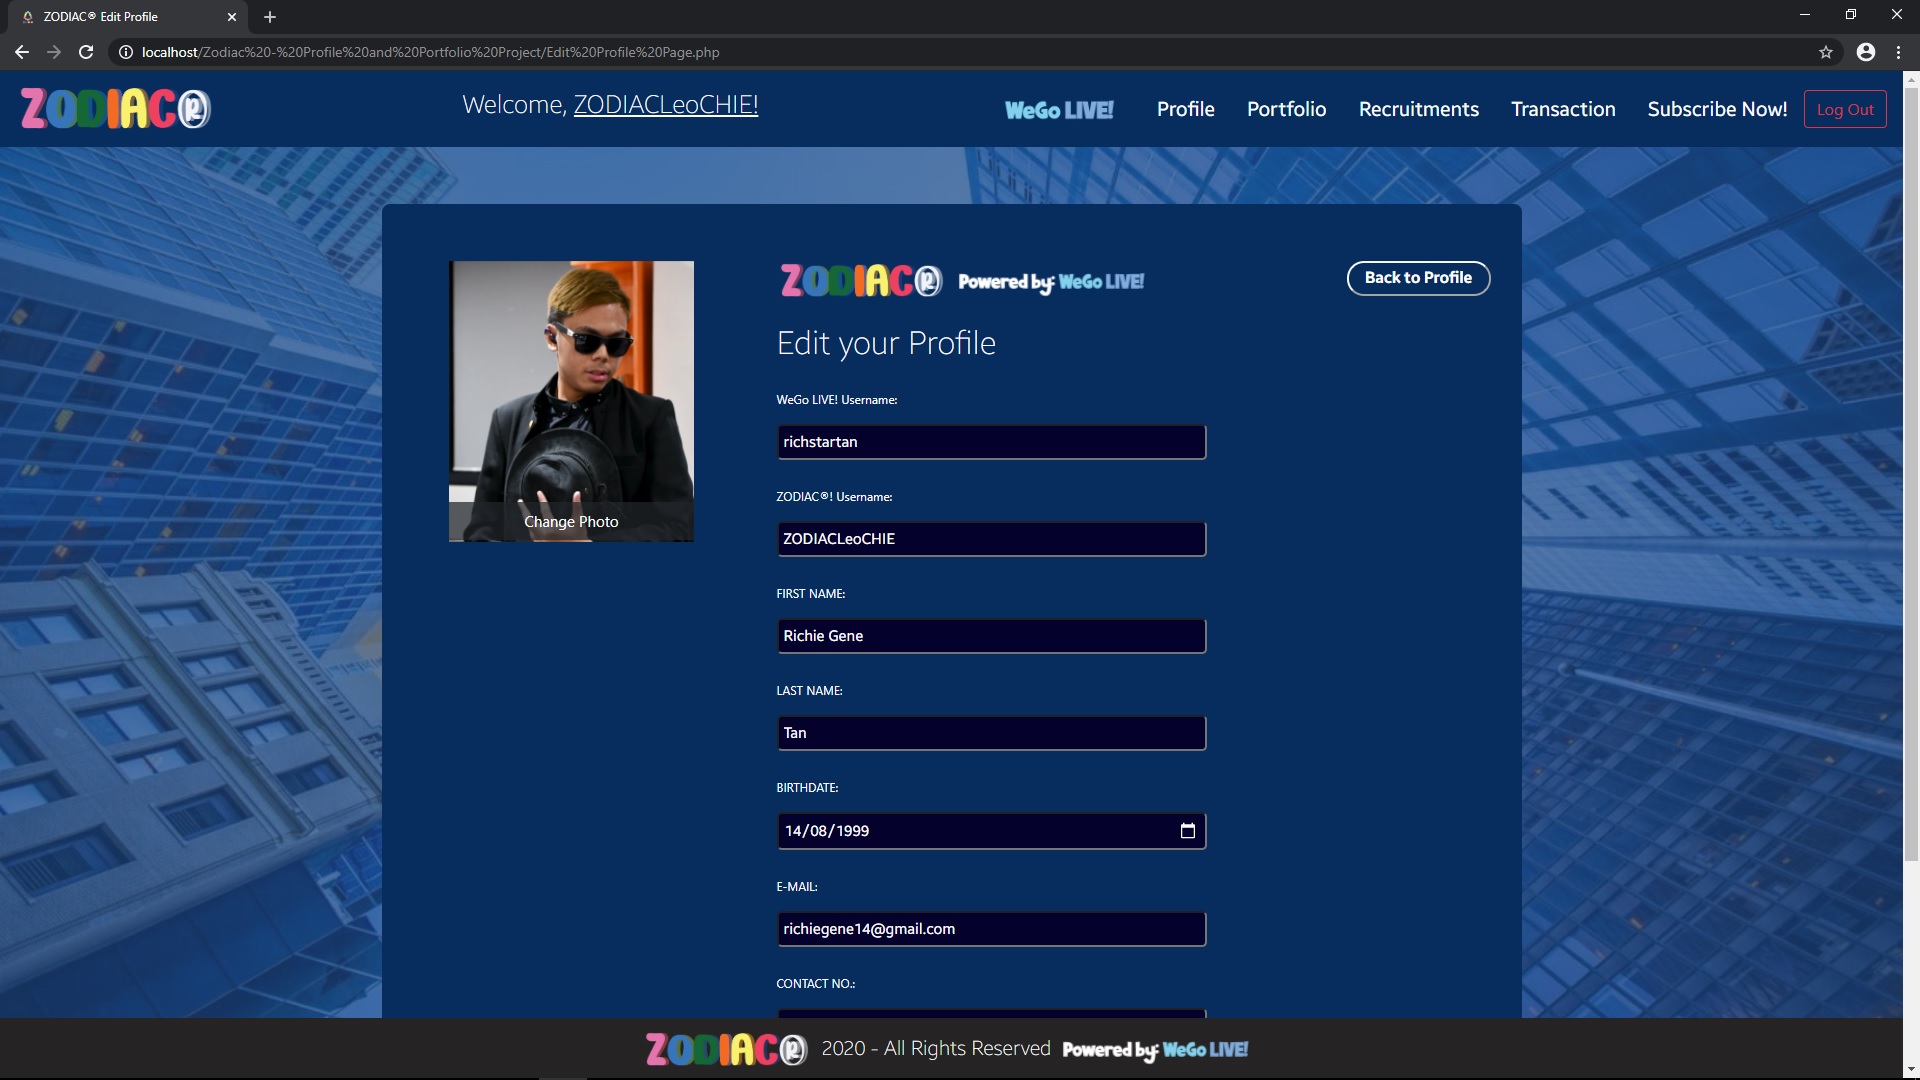 ZODIAC® Edit Profile
localhost/Zodiac%20-%20Profile%20and%20Portfolio%20Project/Edit%20Profile%20Page.php
ZODIAC®
Welcome, ZODIACLeoCHIE!
WeGo LIVE!
Profile
Portfolio
Recruitments
Transaction
Subscribe Now!
Log Out
Change Photo
ZODIAC® Powered by: WeGo LIVE!
Back to Profile
Edit your Profile
WeGo LIVE! Username:
richstartan
ZODIAC®! Username:
ZODIACLeoCHIE
FIRST NAME:
Richie Gene
LAST NAME:
Tan
BIRTHDATE:
14/08/1999
E-MAIL:
richiegene14@gmail.com
CONTACT NO.:
ZODIAC® 2020 - All Rights Reserved Powered by: WeGo LIVE!